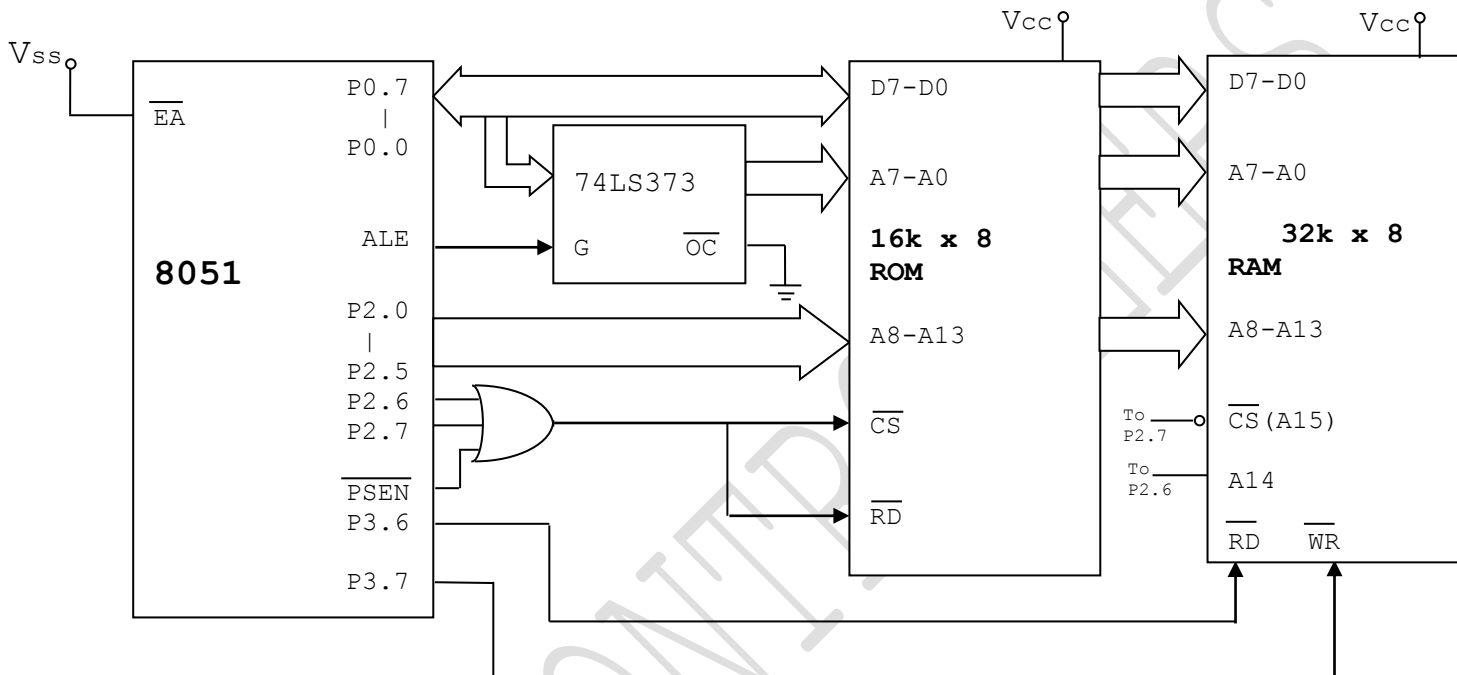 Vss
8051
EA
P0.7
|
P0.0
ALE
P2.0
|
P2.5
P2.6
P2.7
PSEN
P3.6
P3.7
74LS373
G
OC
Vcc
D7-D0
A7-A0
16k x 8
ROM
A8-A13
CS
RD
Vcc
D7-D0
A7-A0
32k x 8
RAM
A8-A13
To
P2.7
CS(A15)
To
P2.6
A14
RD
WR